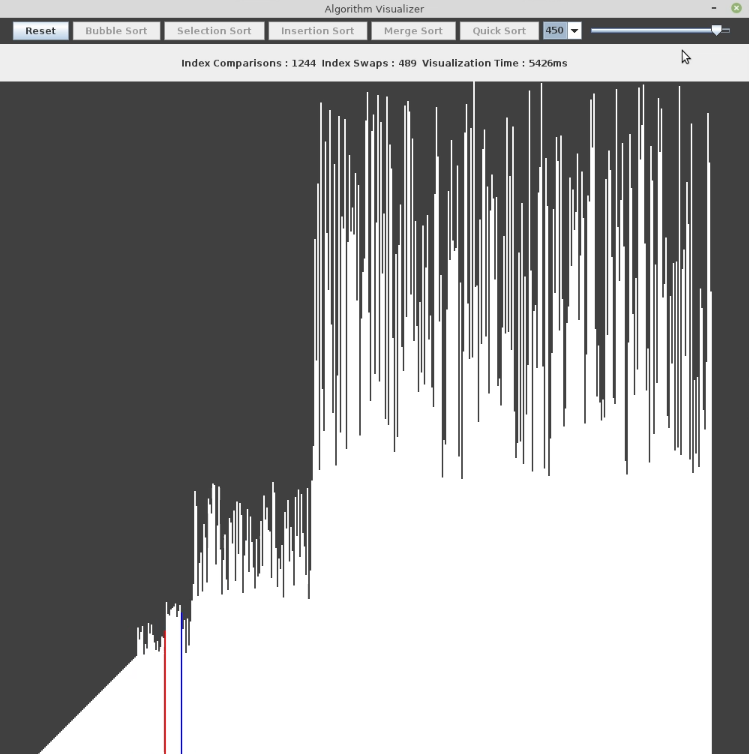 Algorithm Visualizer
Reset Bubble Sort Selection Sort Insertion Sort Merge Sort Quick Sort 450
Index Comparisons : 1244 Index Swaps : 489 Visualization Time : 5426ms